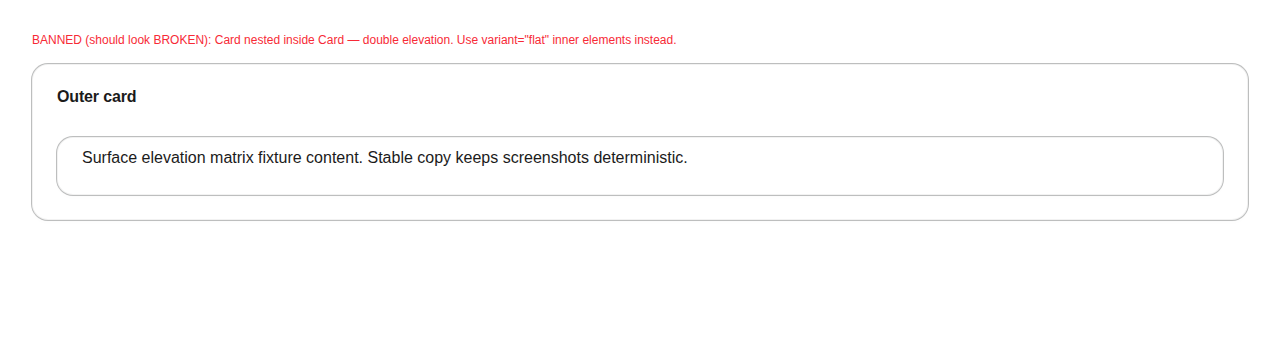 BANNED (should look BROKEN): Card nested inside Card — double elevation. Use variant="flat" inner elements instead.
Outer card
Surface elevation matrix fixture content. Stable copy keeps screenshots deterministic.